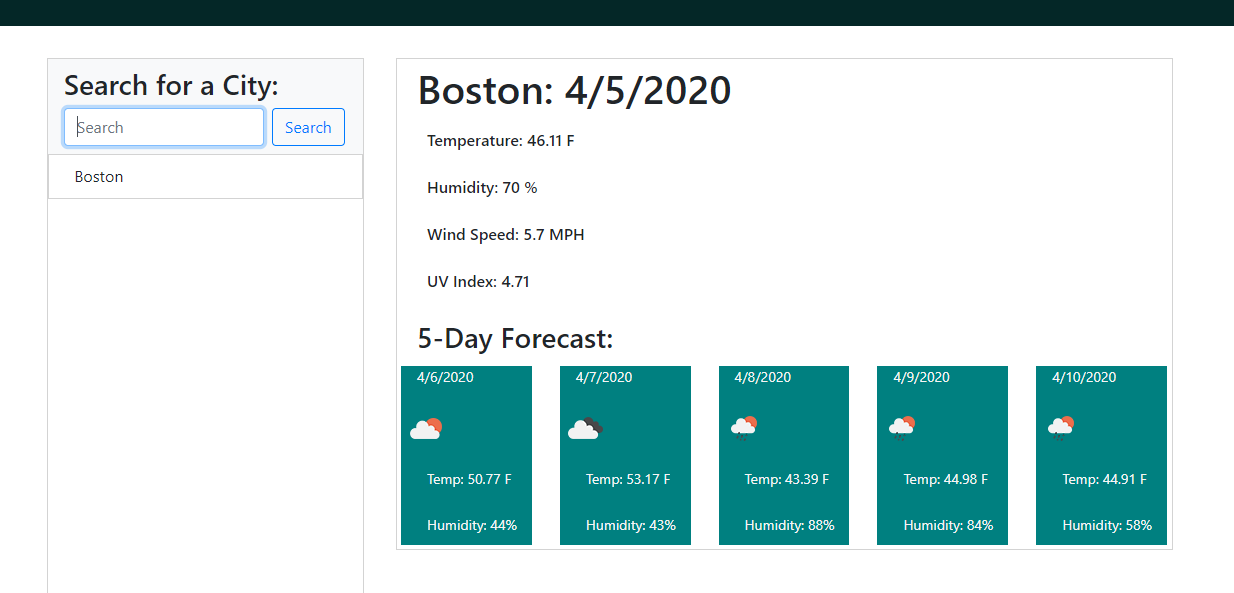 Search for a City:
Search
Search
Boston
Boston: 4/5/2020
Temperature: 46.11 F
Humidity: 70 %
Wind Speed: 5.7 MPH
UV Index: 4.71
5-Day Forecast:
4/6/2020
Temp: 50.77 F
Humidity: 44%
4/7/2020
Temp: 53.17 F
Humidity: 43%
4/8/2020
Temp: 43.39 F
Humidity: 88%
4/9/2020
Temp: 44.98 F
Humidity: 84%
4/10/2020
Temp: 44.91 F
Humidity: 58%